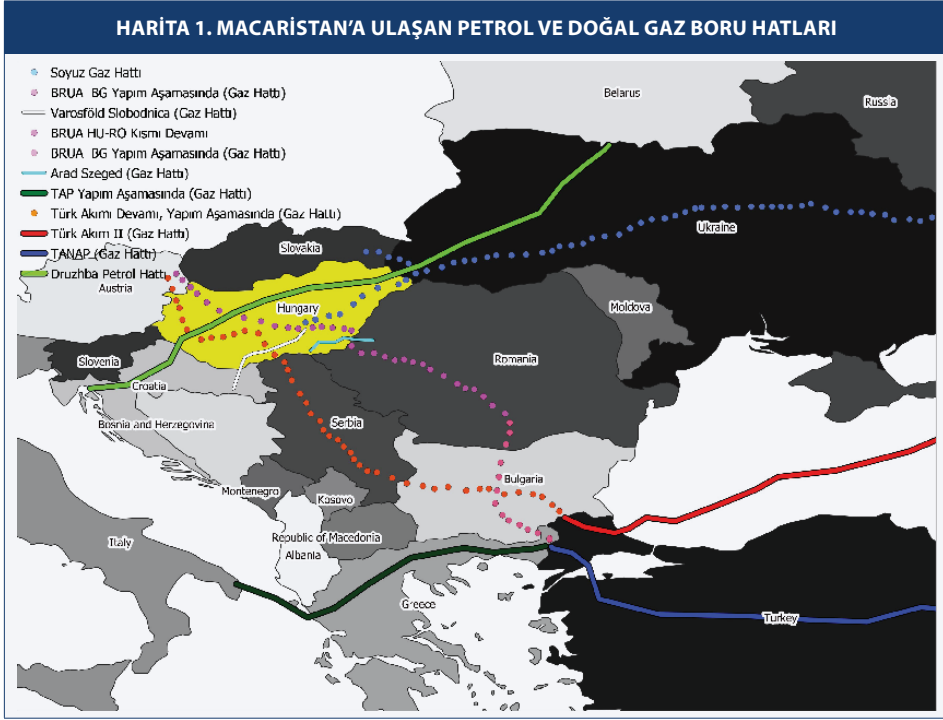 HARİTA 1. MACARİSTAN’A ULAŞAN PETROL VE DOĞAL GAZ BORU HATLARI
Soyuz Gaz Hattı
BRUA BG Yapım Aşamasında (Gaz Hattı)
Varosföld Slobodnica (Gaz Hattı)
BRUA HU-RO Kısmı Devamı
BRUA BG Yapım Aşamasında (Gaz Hattı)
Arad Szeged (Gaz Hattı)
TAP Yapım Aşamasında (Gaz Hattı)
Türk Akımı Devamı, Yapım Aşamasında (Gaz Hattı)
Türk Akım II (Gaz Hattı)
TANAP (Gaz Hattı)
Druzhba Petrol Hattı
Belarus
Russia
Ukraine
Slovakia
Austria
Hungary
Moldova
Slovenia
Romania
Croatia
Bosnia and Herzegovina
Serbia
Bulgaria
Montenegro
Kosovo
Republic of Macedonia
Italy
Albania
Greece
Turkey